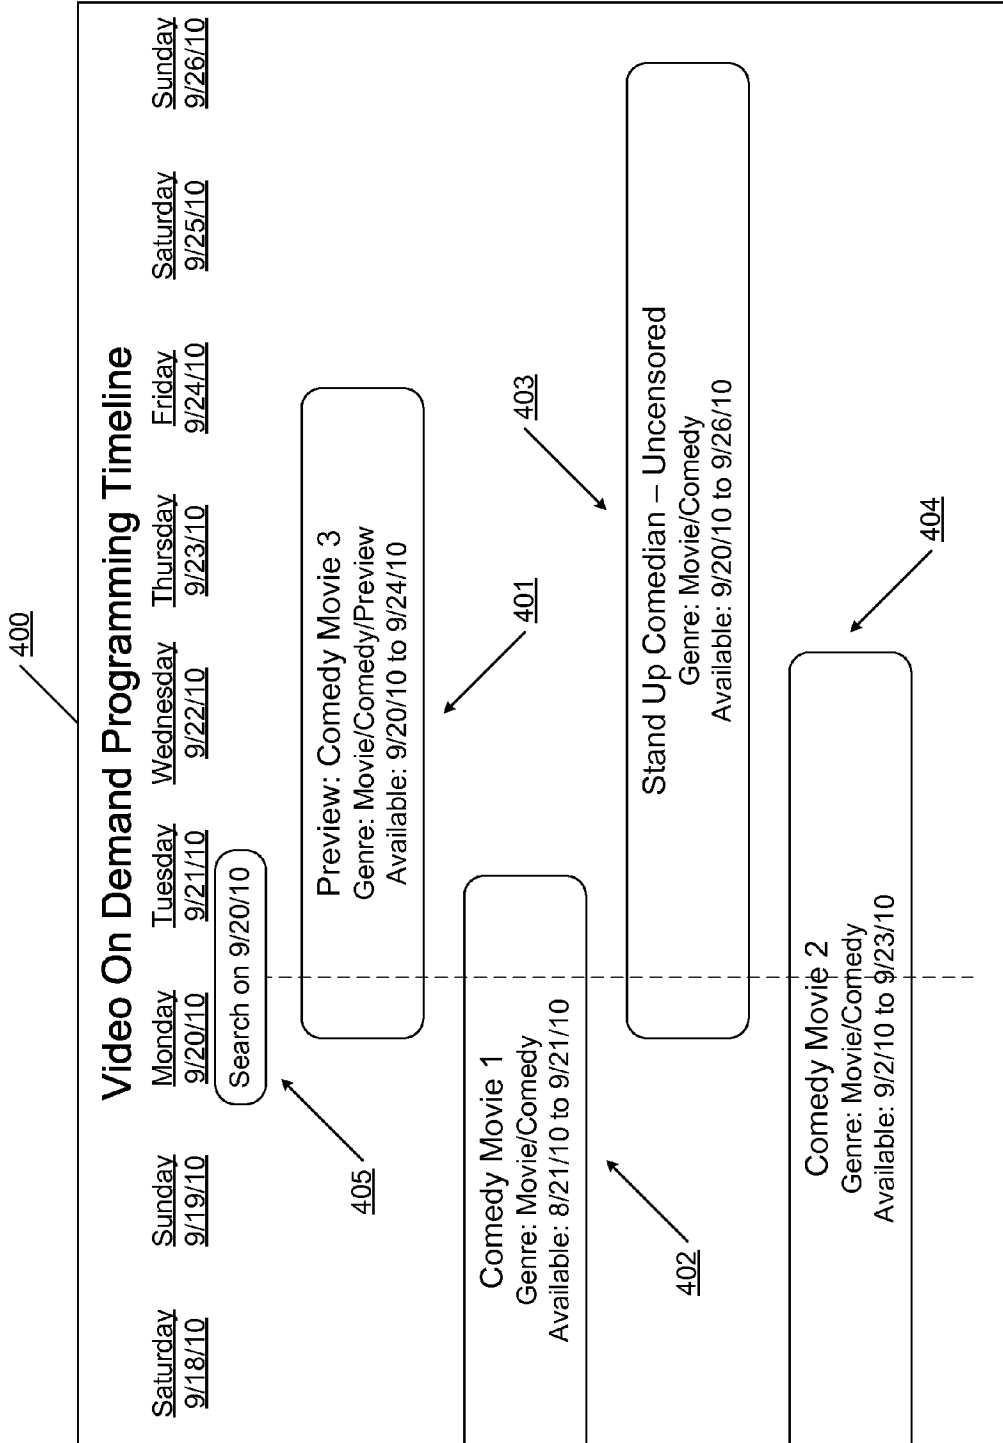 400
Video On Demand Programming Timeline
Saturday
9/18/10
Sunday
9/19/10
Monday
9/20/10
Tuesday
9/21/10
Wednesday
9/22/10
Thursday
9/23/10
Friday
9/24/10
Saturday
9/25/10
Sunday
9/26/10
Search on 9/20/10
405
Preview: Comedy Movie 3
Genre: Movie/Comedy/Preview
Available: 9/20/10 to 9/24/10
401
Comedy Movie 1
Genre: Movie/Comedy
Available: 8/21/10 to 9/21/10
402
403
Stand Up Comedian – Uncensored
Genre: Movie/Comedy
Available: 9/20/10 to 9/26/10
Comedy Movie 2
Genre: Movie/Comedy
Available: 9/2/10 to 9/23/10
404